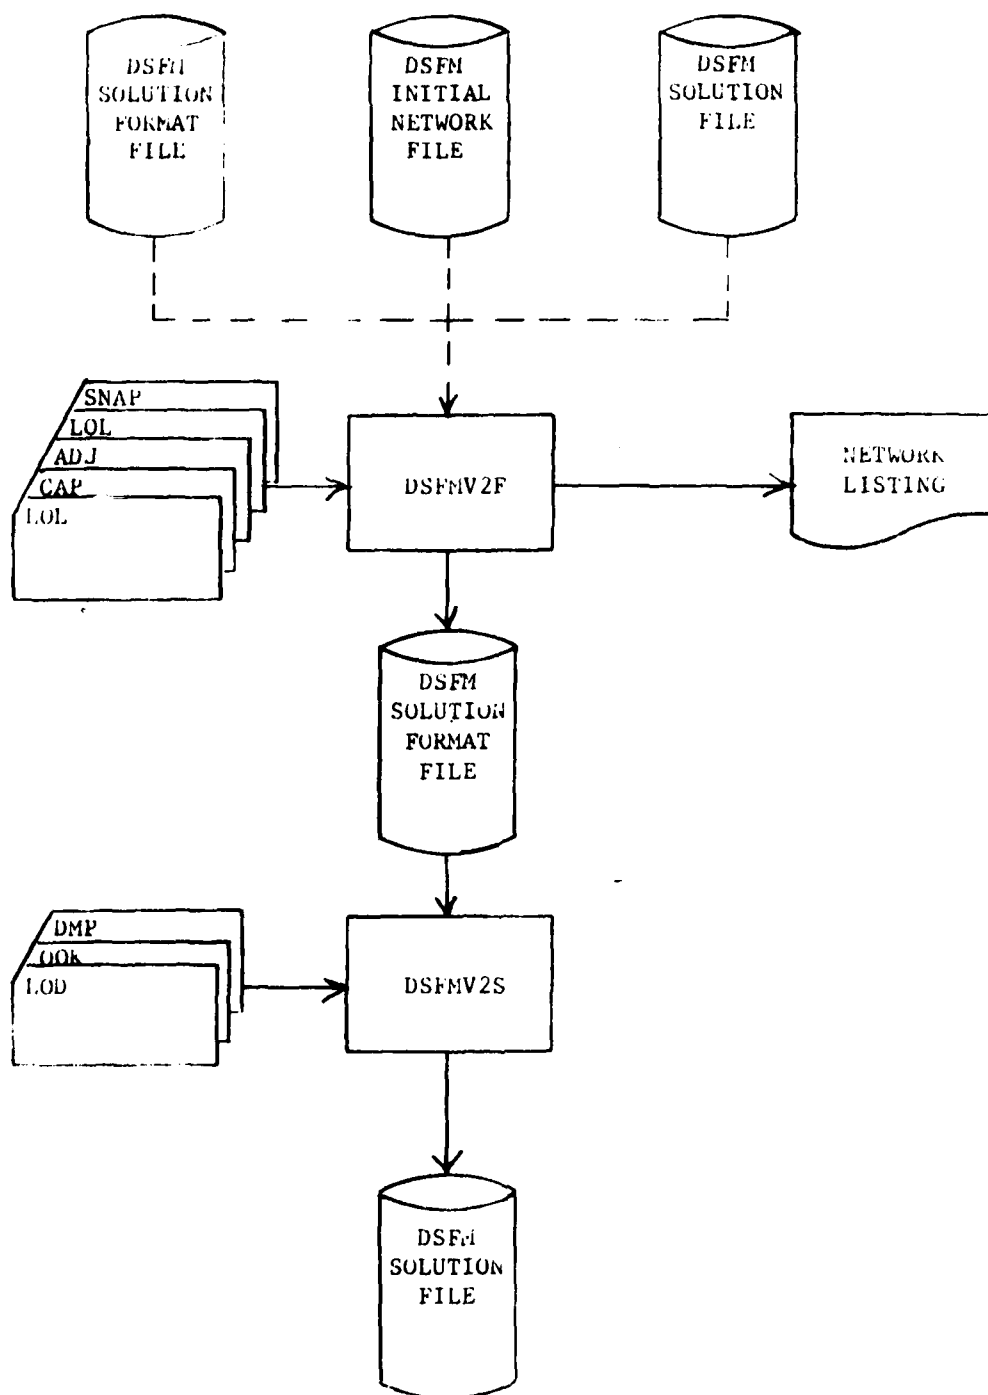 DSFM
SOLUTION
FORMAT
FILE
DSFM
INITIAL
NETWORK
FILE
DSFM
SOLUTION
FILE
SNAP
LOL
ADJ
CAP
LOL
DSFMV2F
NETWORK
LISTING
DSFM
SOLUTION
FORMAT
FILE
DMP
LOD
DSFMV2S
DSFM
SOLUTION
FILE